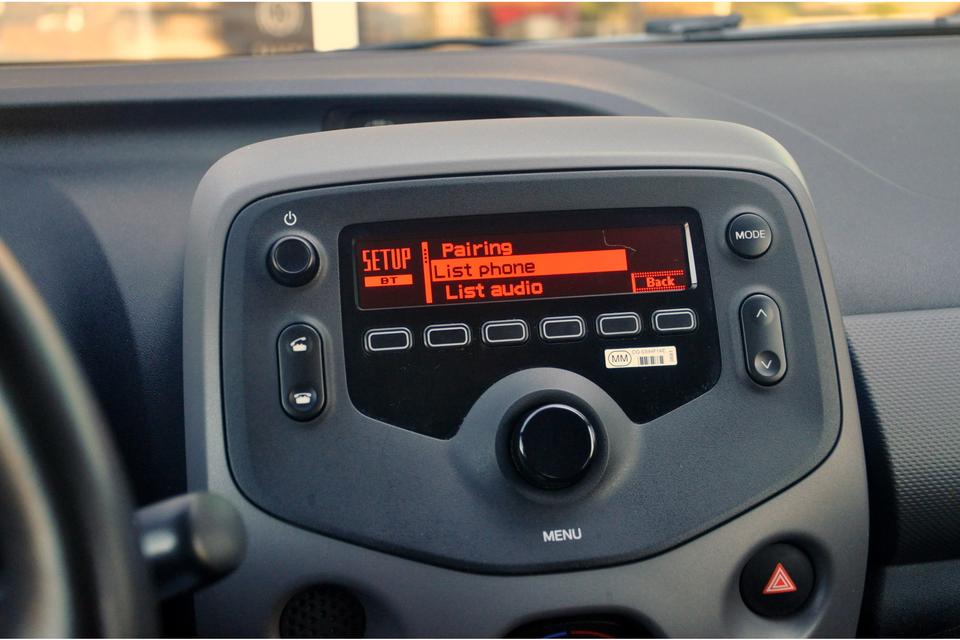 SETUP
BT
Pairing
List phone
List audio
Back
MODE
MM
MENU